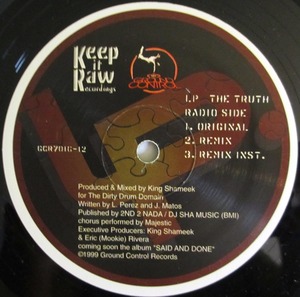 Keep
it
Raw
Recordings
GROUND
CONTROL
I.P THE TRUTH
RADIO SIDE
1. ORIGINAL
2. REMIX
3. REMIX INST.
GCR7016-12
Produced & Mixed by King Shameek
for The Dirty Drum Domain
Written by L. Perez and J. Matos
Published by 2ND 2 NADA / DJ SHA MUSIC (BMI)
chorus performed by Majestic
Executive Producers: King Shameek
& Eric (Mookie) Rivera
coming soon the album "SAID AND DONE"
©1999 Ground Control Records